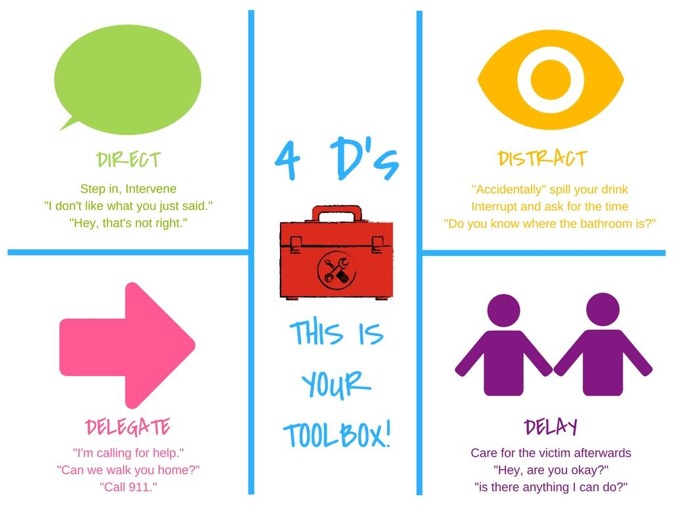 DIRECT
Step in, Intervene
"I don't like what you just said."
"Hey, that's not right."
4 D's
THIS IS
YOUR
TOOLBOX!
DISTRACT
"Accidentally" spill your drink
Interrupt and ask for the time
"Do you know where the bathroom is?"
DELEGATE
"I'm calling for help."
"Can we walk you home?"
"Call 911."
DELAY
Care for the victim afterwards
"Hey, are you okay?"
"is there anything I can do?"